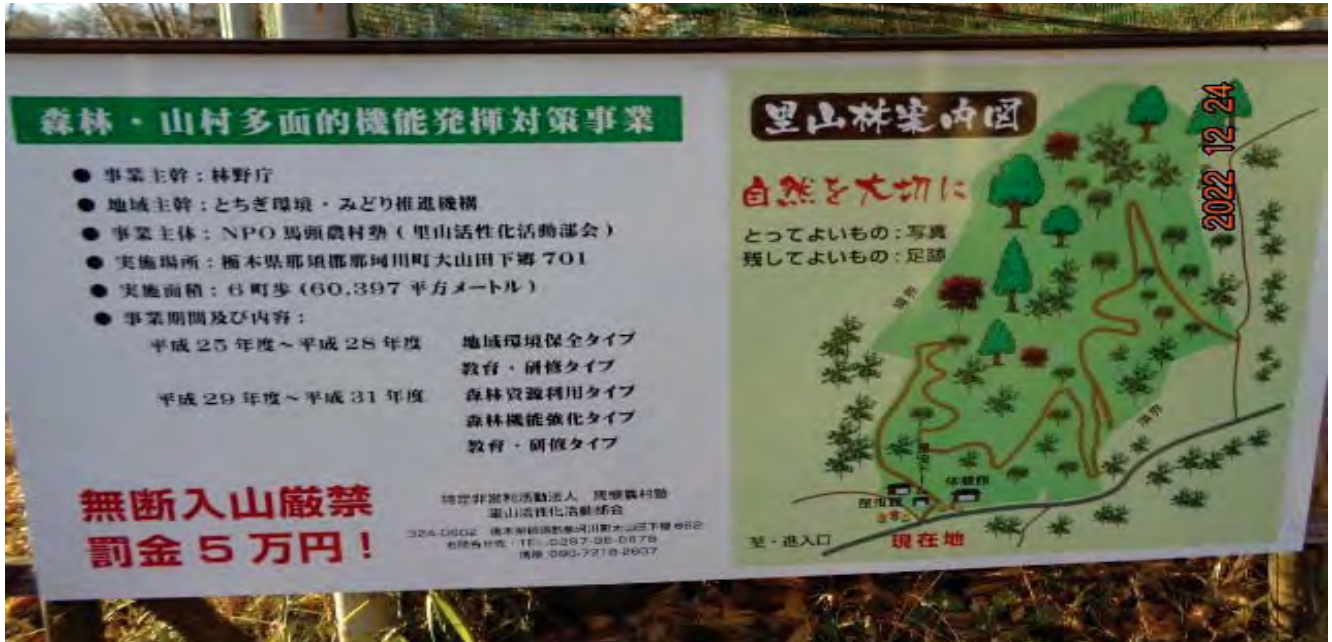 森林・山村多面的機能発揮対策事業
● 事業主幹:林野庁
● 地域主幹:とちぎ環境・みどり推進機構
● 事業主体:NPO馬頭農村塾(里山活性化活動部会)
● 実施場所:栃木県那須郡那珂川町大山田下郷701
● 実施面積:6町歩(60,397平方メートル)
● 事業期間及び内容:
平成25年度〜平成28年度 地域環境保全タイプ
教育・研修タイプ
平成29年度〜平成31年度 森林資源利用タイプ
森林機能強化タイプ
教育・研修タイプ
無断入山厳禁
罰金5万円!
特定非営利活動法人 馬頭農村塾
里山活性化活動部会
里山林案内図
自然を大切に
とってよいもの:写真
残してよいもの:足跡
体験館
至・進入口
現在地
2022 12 24